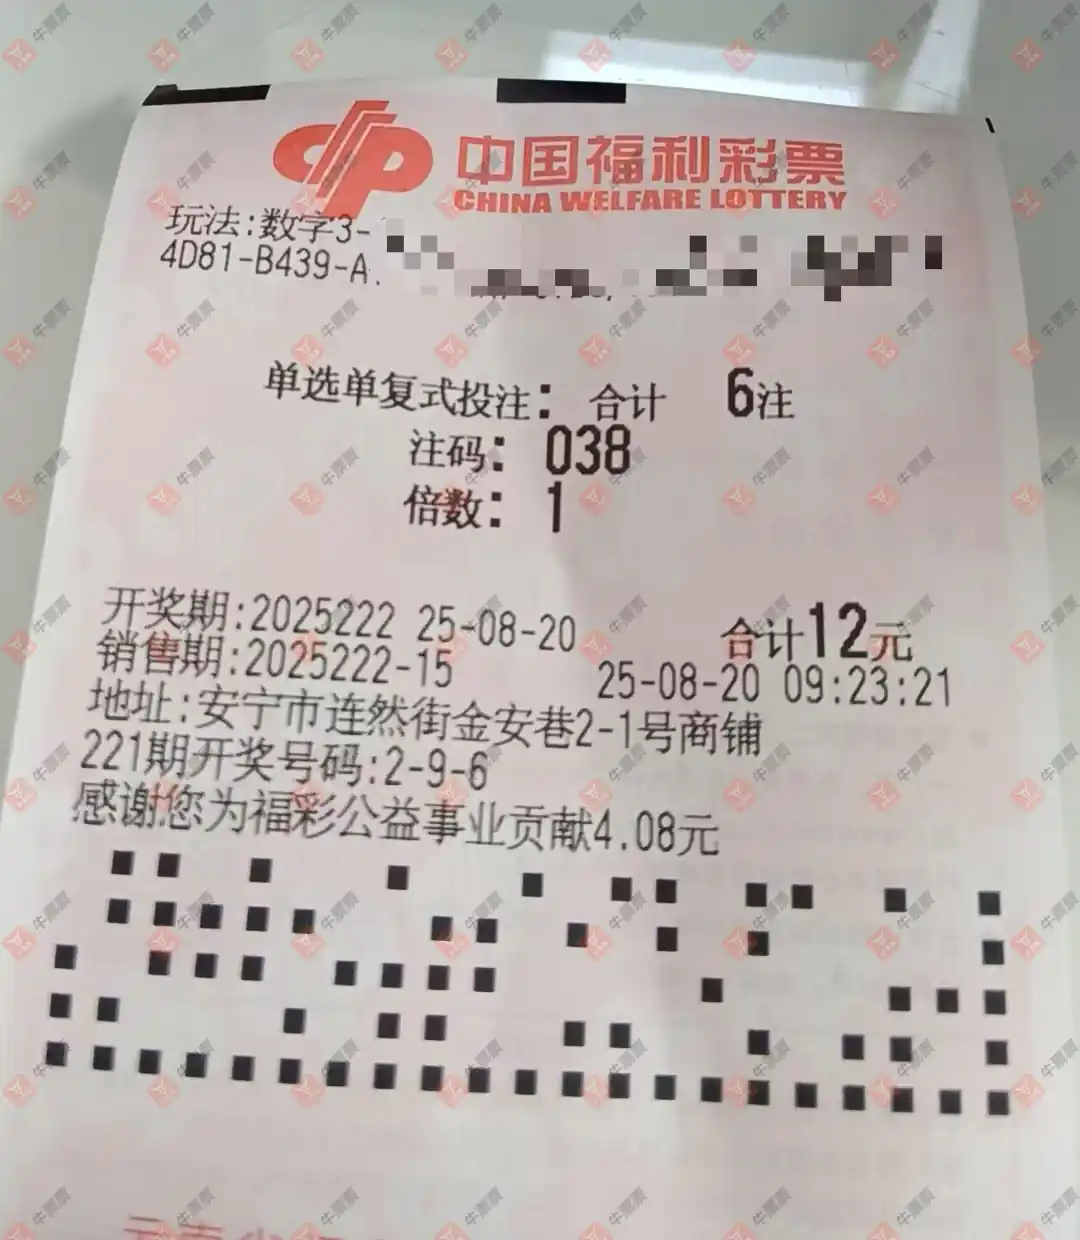 中国福利彩票
CHINA WELFARE LOTTERY
玩法:数字3-
4D81-B439-A
单选单复式投注: 合计 6注
注码: 038
倍数: 1
开奖期:2025222 25-08-20 合计12元
销售期:2025222-15 25-08-20 09:23:21
地址:安宁市连然街金安巷2-1号商铺
221期开奖号码:2-9-6
感谢您为福彩公益事业贡献4.08元
牛票票